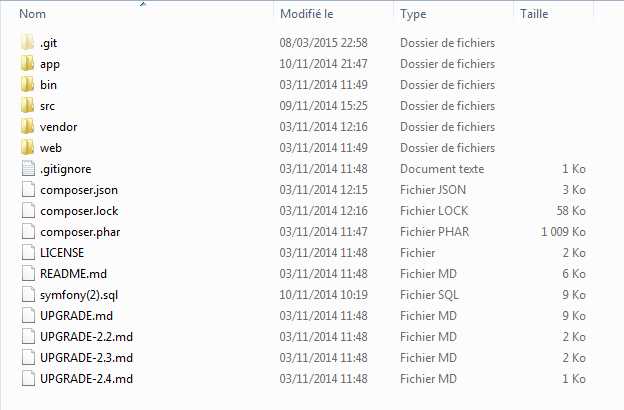 Nom Modifié le Type Taille
.git 08/03/2015 22:58 Dossier de fichiers
app 10/11/2014 21:47 Dossier de fichiers
bin 03/11/2014 11:49 Dossier de fichiers
src 09/11/2014 15:25 Dossier de fichiers
vendor 03/11/2014 12:16 Dossier de fichiers
web 03/11/2014 11:49 Dossier de fichiers
.gitignore 03/11/2014 11:48 Document texte 1 Ko
composer.json 03/11/2014 12:15 Fichier JSON 3 Ko
composer.lock 03/11/2014 12:16 Fichier LOCK 58 Ko
composer.phar 03/11/2014 11:47 Fichier PHAR 1 009 Ko
LICENSE 03/11/2014 11:48 Fichier 2 Ko
README.md 03/11/2014 11:48 Fichier MD 6 Ko
symfony(2).sql 10/11/2014 10:19 Fichier SQL 9 Ko
UPGRADE.md 03/11/2014 11:48 Fichier MD 9 Ko
UPGRADE-2.2.md 03/11/2014 11:48 Fichier MD 2 Ko
UPGRADE-2.3.md 03/11/2014 11:48 Fichier MD 2 Ko
UPGRADE-2.4.md 03/11/2014 11:48 Fichier MD 1 Ko